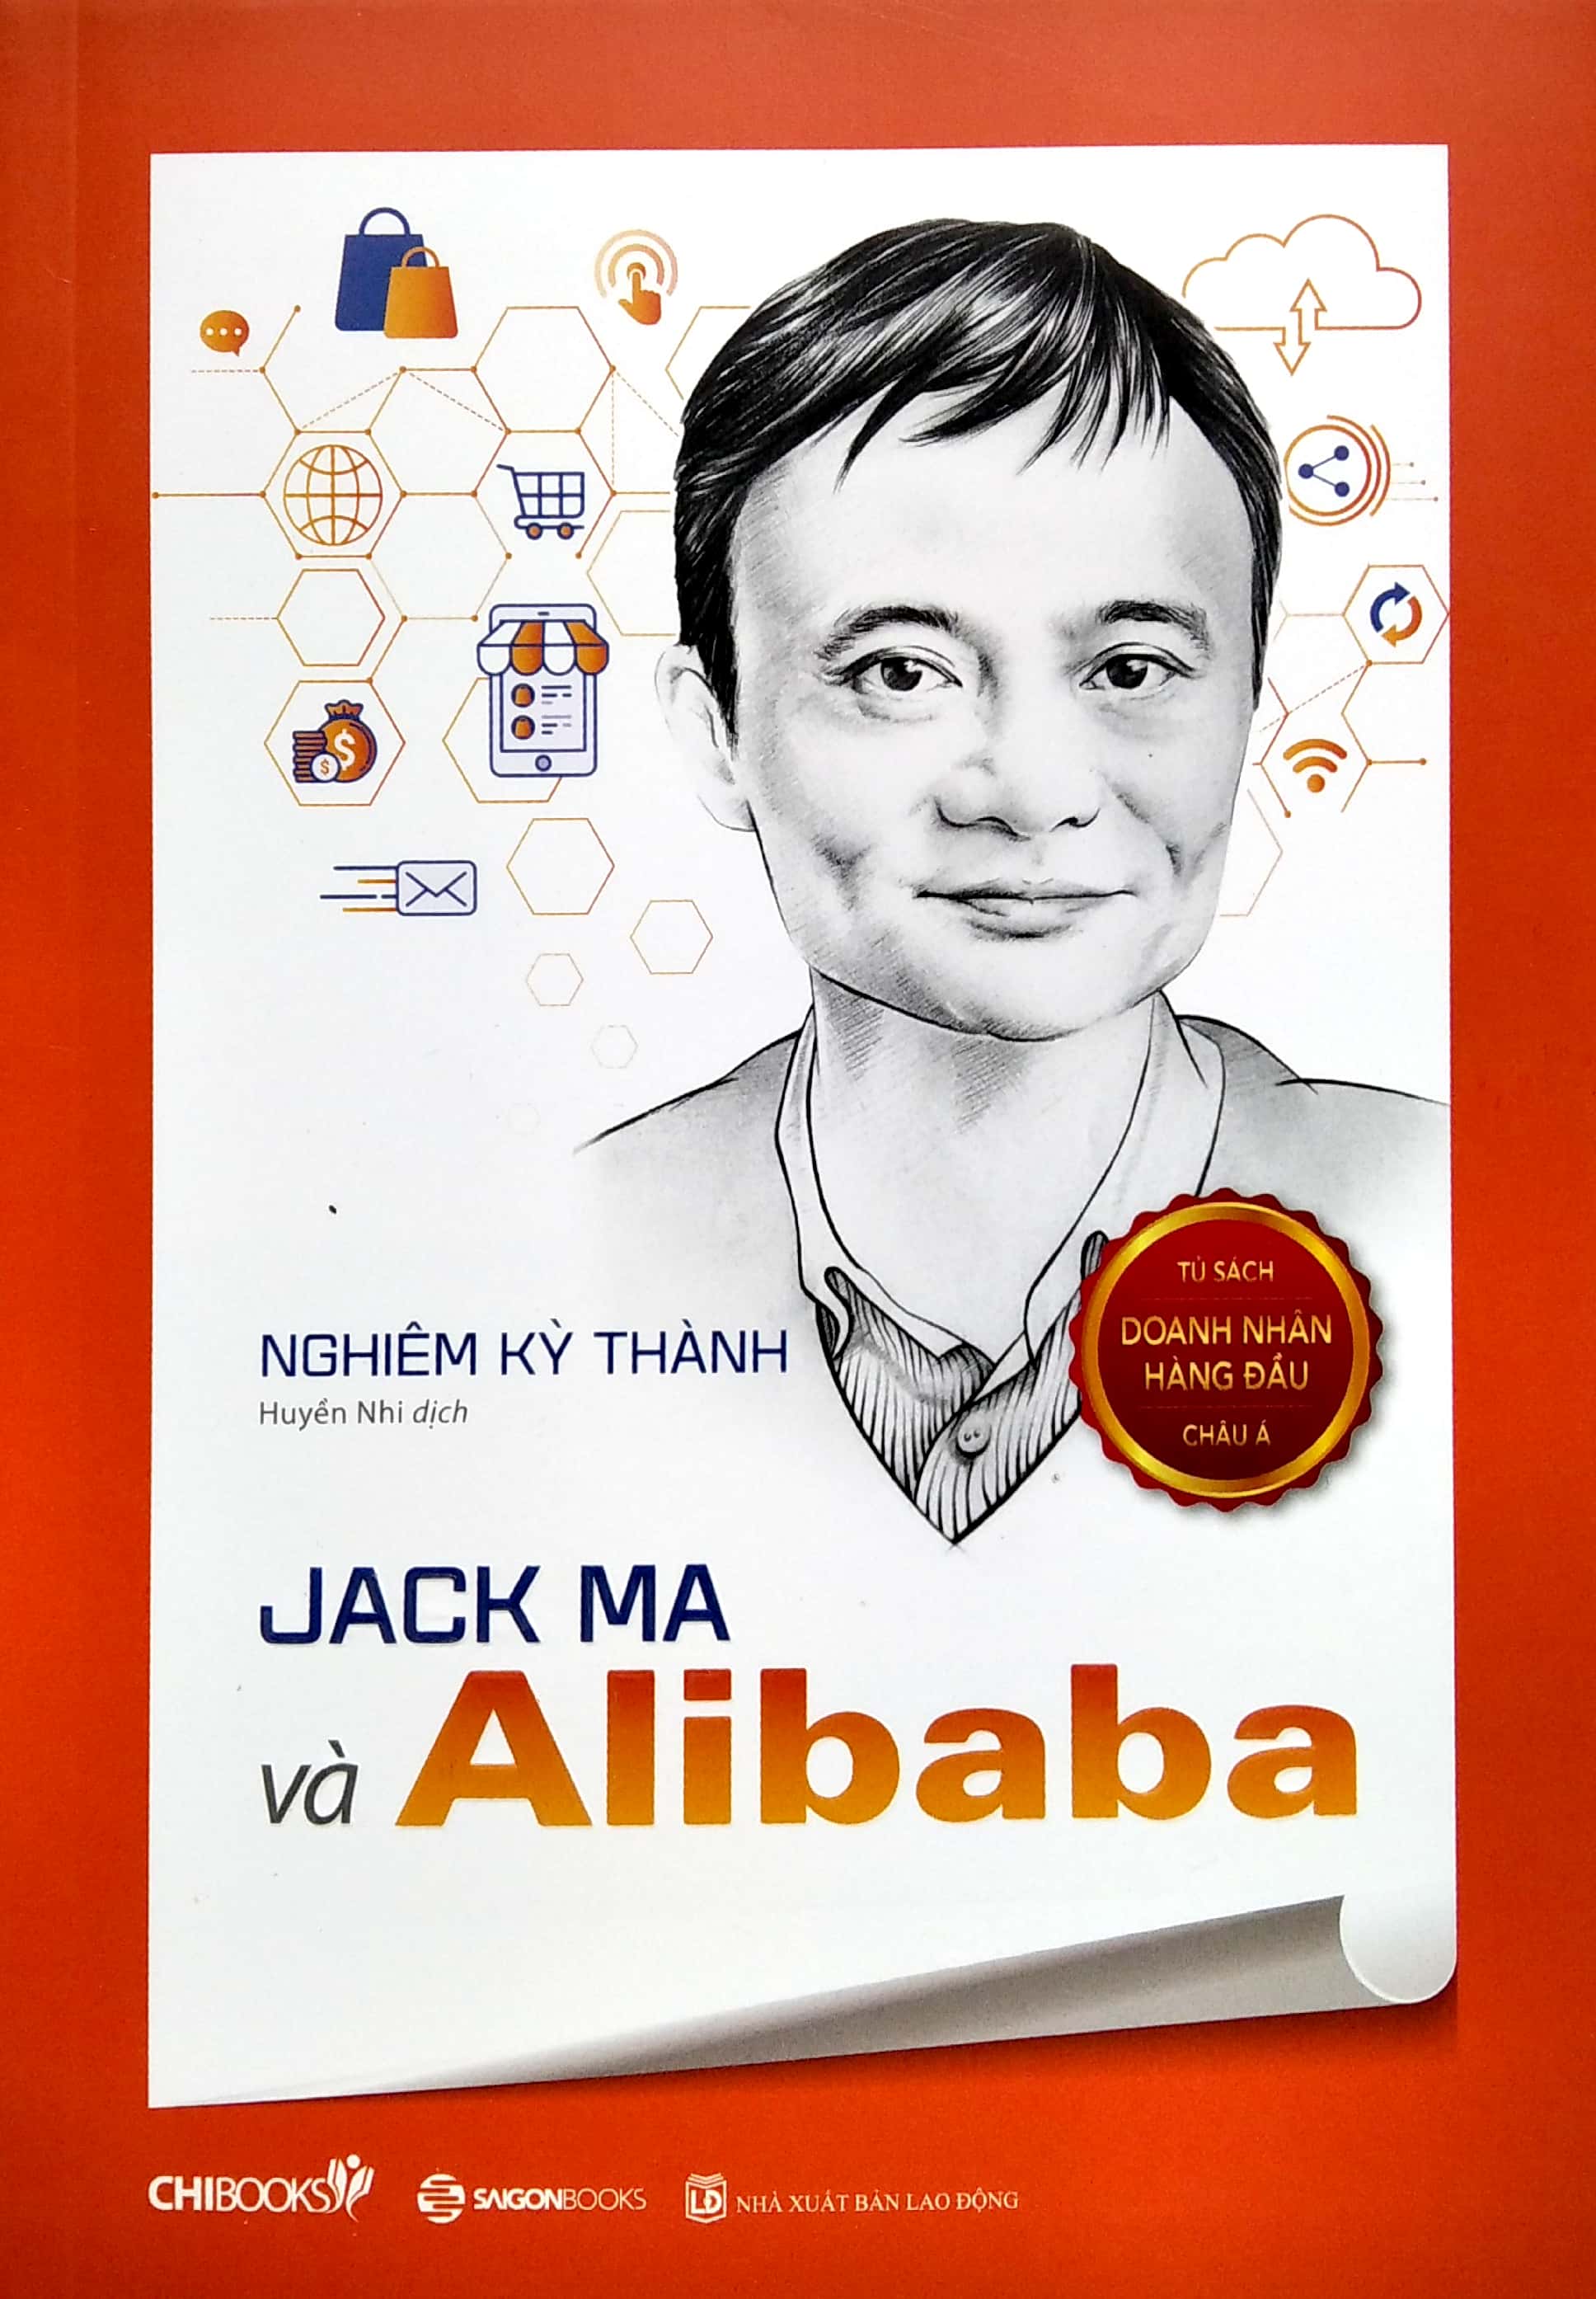 NGHIÊM KỲ THÀNH
Huyền Nhi dịch
TỦ SÁCH
DOANH NHÂN
HÀNG ĐẦU
CHÂU Á
JACK MA
và Alibaba
CHIBOOKS
SAIGONBOOKS
LĐ NHÀ XUẤT BẢN LAO ĐỘNG